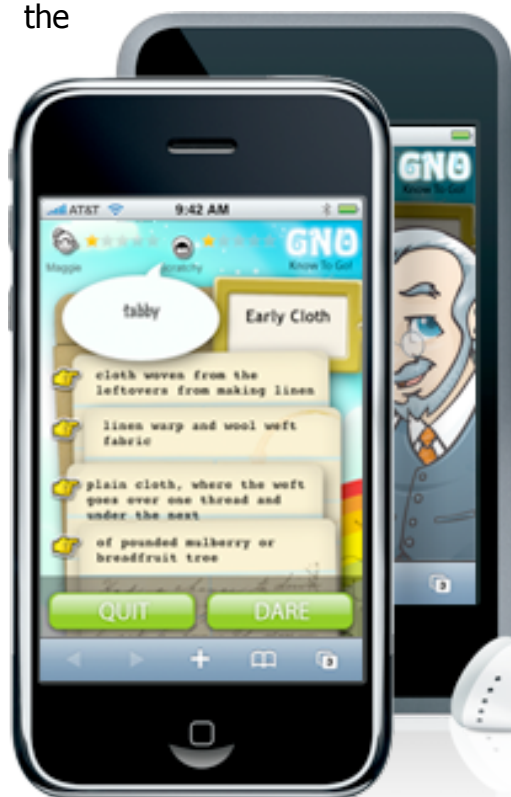 the
GNO
Know To Go!
AT&T 9:42 AM
GNO
Know To Go!
Maggie
Scratchy
tabby
Early Cloth
cloth woven from the
leftovers from making linen
linen warp and wool weft
fabric
plain cloth, where the weft
goes over one thread and
under the next
of pounded mulberry or
breadfruit tree
QUIT
DARE
3
3